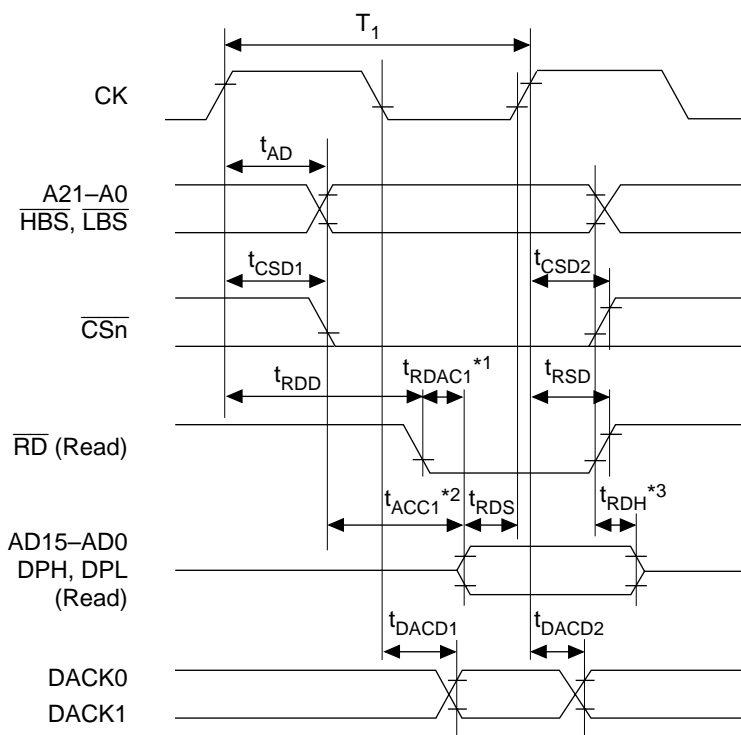 T1
CK
tAD
A21–A0
HBS, LBS
tCSD1
tCSD2
CSn
tRDD
tRDAC1*1
tRSD
RD (Read)
tACC1*2
tRDS
tRDH*3
AD15–AD0
DPH, DPL
(Read)
tDACD1
tDACD2
DACK0
DACK1